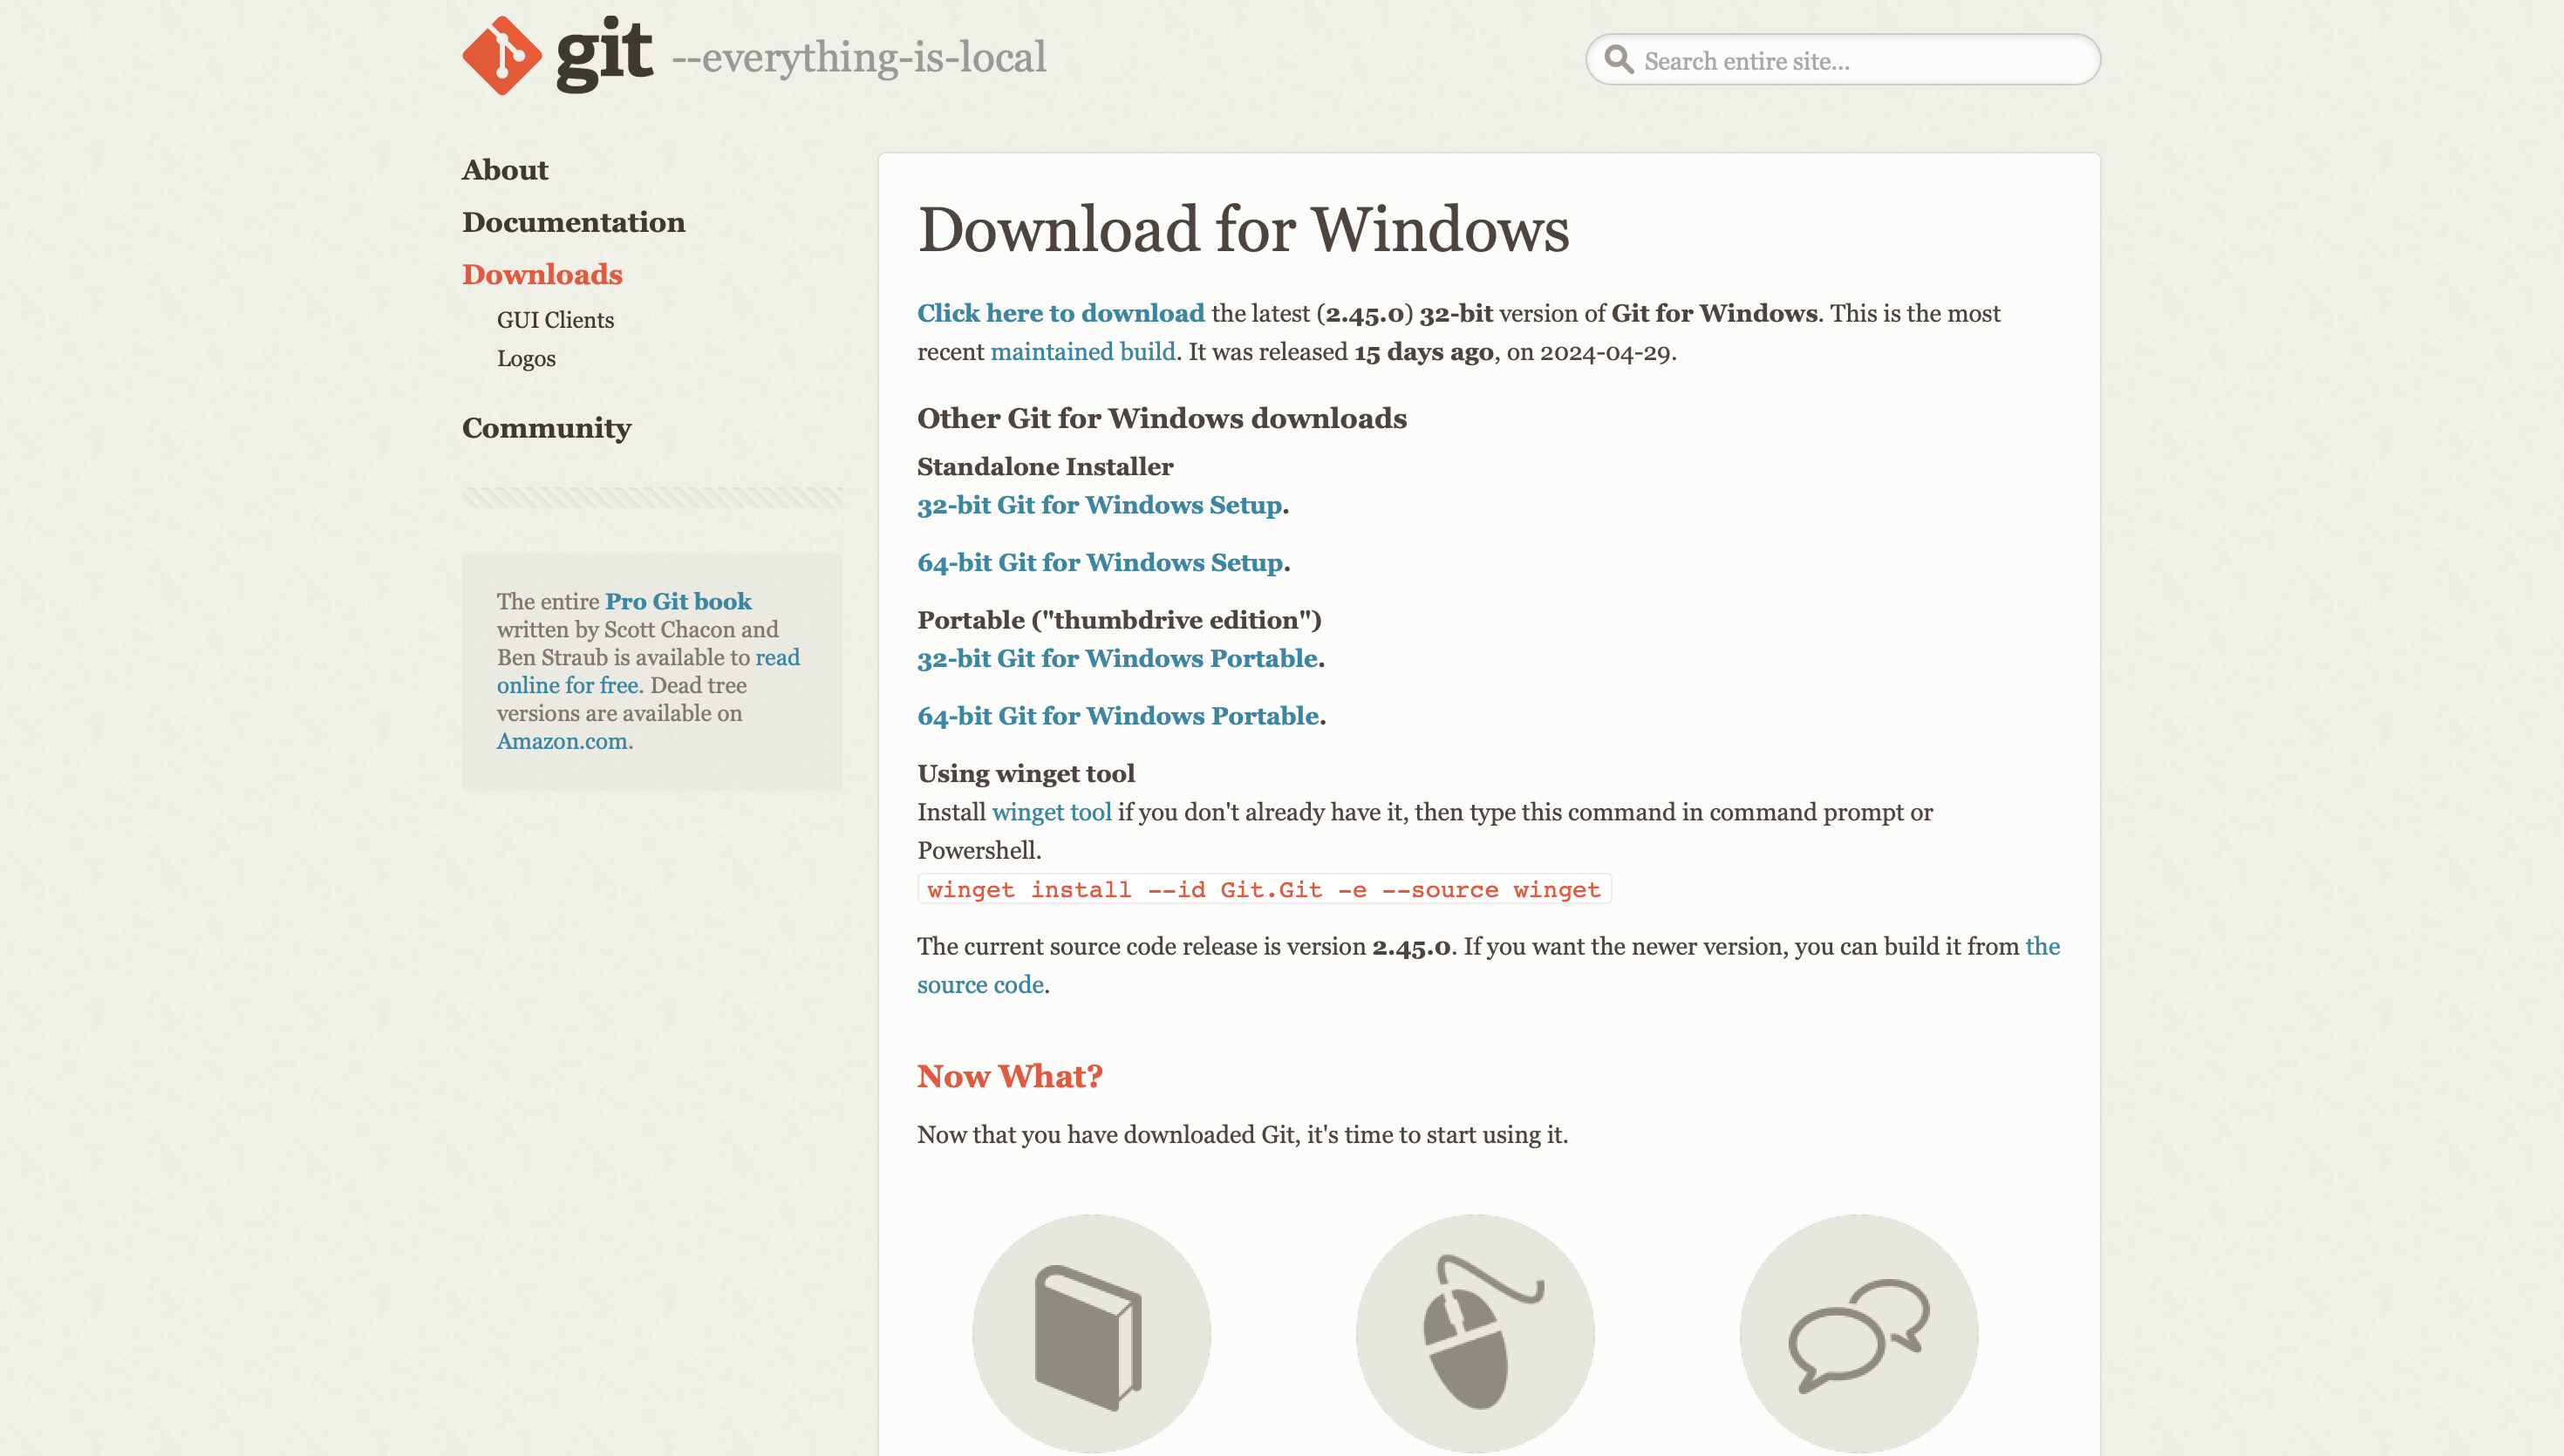 git --everything-is-local
Search entire site...
About
Documentation
Downloads
GUI Clients
Logos
Community
The entire Pro Git book
written by Scott Chacon and
Ben Straub is available to read
online for free. Dead tree
versions are available on
Amazon.com.
Download for Windows
Click here to download the latest (2.45.0) 32-bit version of Git for Windows. This is the most
recent maintained build. It was released 15 days ago, on 2024-04-29.
Other Git for Windows downloads
Standalone Installer
32-bit Git for Windows Setup.
64-bit Git for Windows Setup.
Portable ("thumbdrive edition")
32-bit Git for Windows Portable.
64-bit Git for Windows Portable.
Using winget tool
Install winget tool if you don't already have it, then type this command in command prompt or
Powershell.
winget install --id Git.Git -e --source winget
The current source code release is version 2.45.0. If you want the newer version, you can build it from the
source code.
Now What?
Now that you have downloaded Git, it's time to start using it.